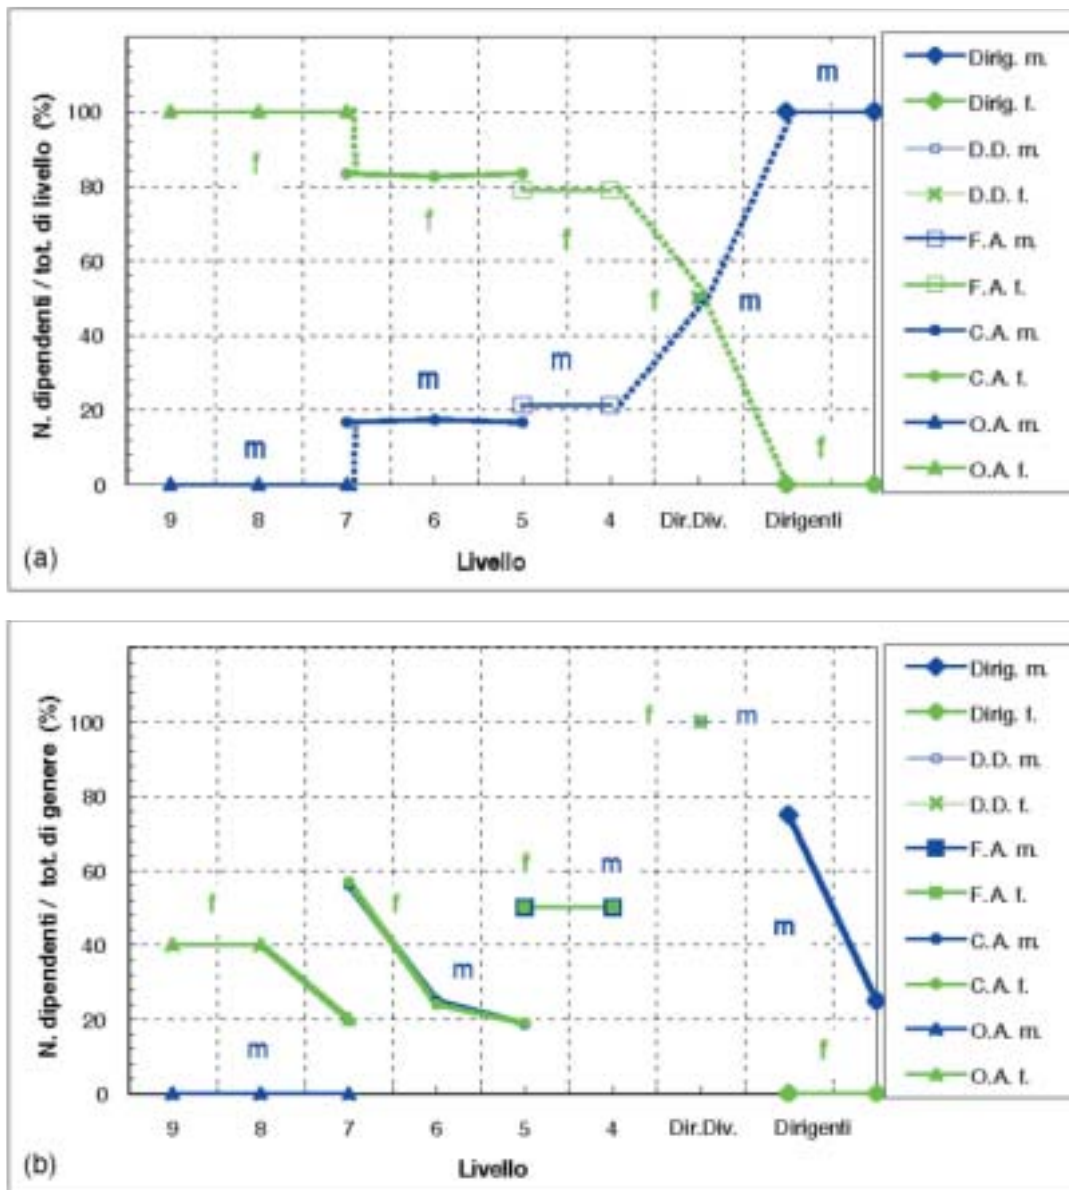 N. dipendenti / tot. di livello (%)
100
80
60
40
20
0
f
f
f
f
f
m
m
m
m
m
9 8 7 6 5 4 Dir.Div. Dirigenti
Livello
(a)
Dirig. m.
Dirig. f.
D.D. m.
D.D. f.
F.A. m.
F.A. f.
C.A. m.
C.A. f.
O.A. m.
O.A. f.
N. dipendenti / tot. di genere (%)
100
80
60
40
20
0
f
m
f
m
f
m
f
m
m
f
9 8 7 6 5 4 Dir.Div. Dirigenti
Livello
(b)
Dirig. m.
Dirig. f.
D.D. m.
D.D. f.
F.A. m.
F.A. f.
C.A. m.
C.A. f.
O.A. m.
O.A. f.